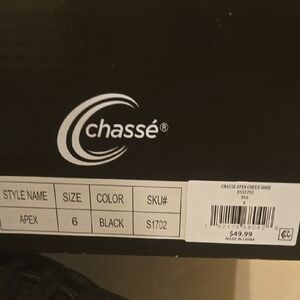 chassé®
STYLE NAME SIZE COLOR SKU#
APEX 6 BLACK S1702
CHASSE APEX CHEER SHOE
$49.99
MADE IN CHINA